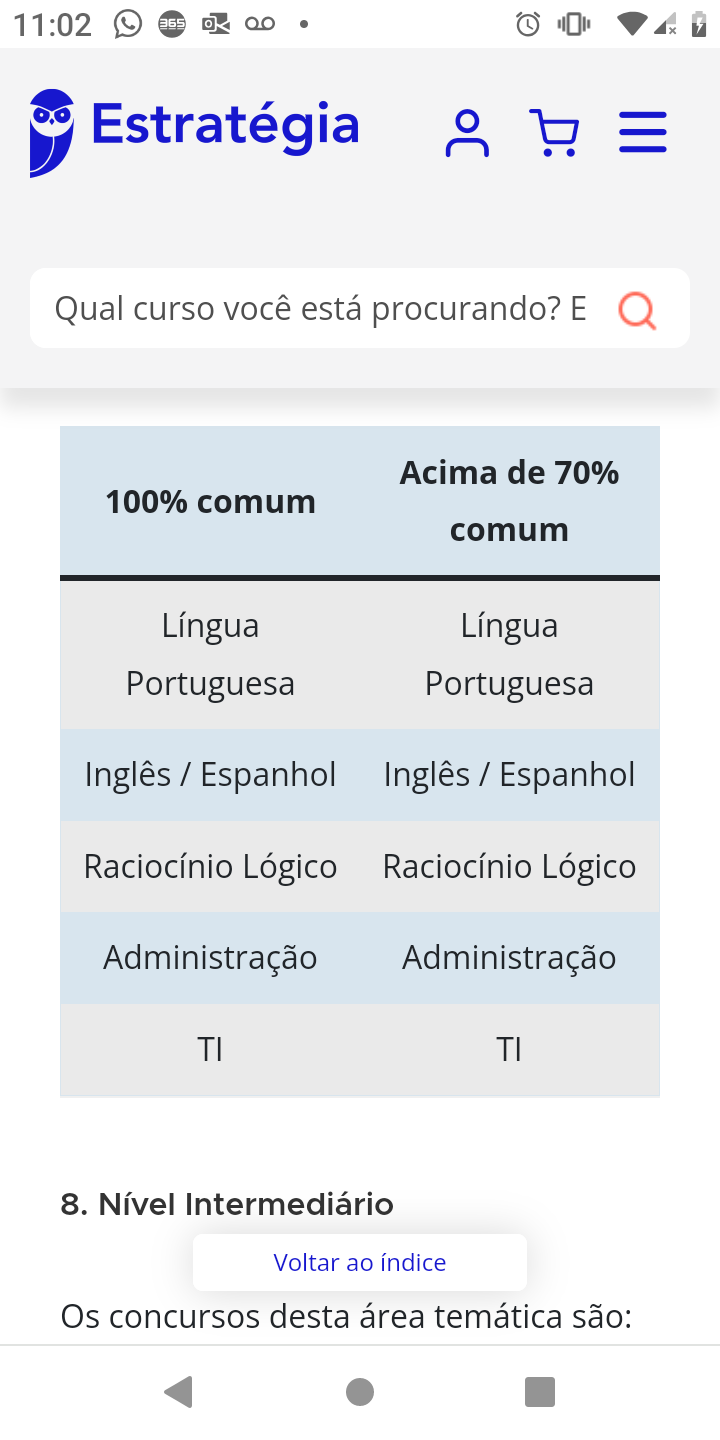 11:02
365
Estratégia
Qual curso você está procurando? E
100% comum
Acima de 70%
comum
Língua
Portuguesa
Língua
Portuguesa
Inglês / Espanhol
Inglês / Espanhol
Raciocínio Lógico
Raciocínio Lógico
Administração
Administração
TI
TI
8. Nível Intermediário
Voltar ao índice
Os concursos desta área temática são: